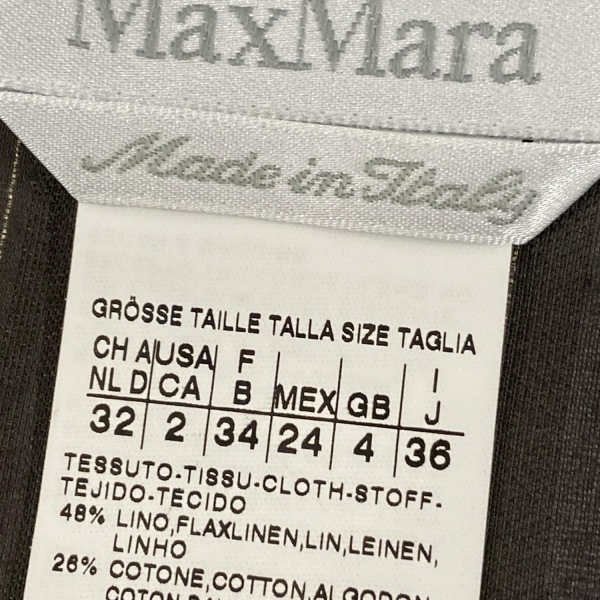 MaxMara
Made in Italy
GRÖSSE TAILLE TALLA SIZE TAGLIA
CH A USA F MEX GB I
NL D CA B J
32 2 34 24 4 36
TESSUTO-TISSU-CLOTH-STOFF-
TEJIDO-TECIDO
48% LINO,FLAXLINEN,LIN,LEINEN,
LINHO
26% COTONE,COTTON,ALGODON,